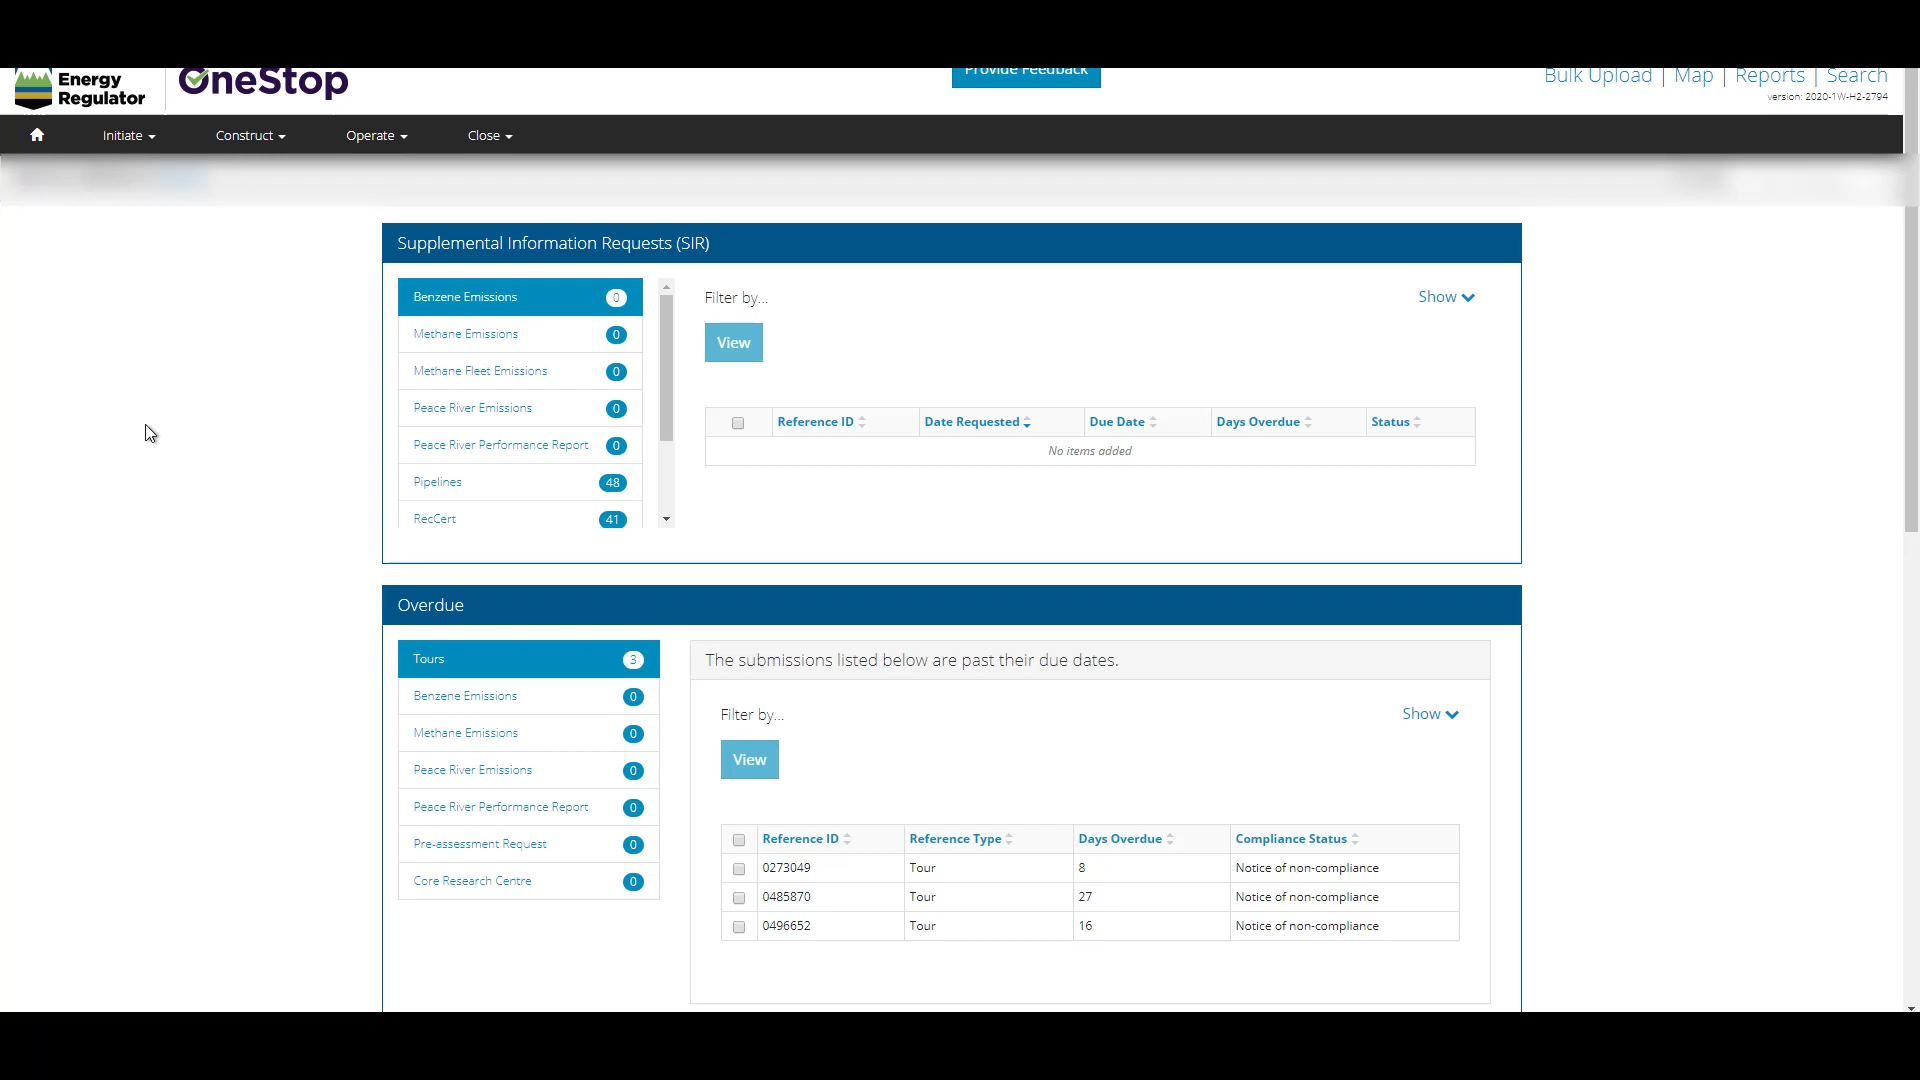 Energy
Regulator
OneStop
Provide Feedback
Bulk Upload | Map | Reports | Search
version: 2020-1W-H2-2794
Initiate
Construct
Operate
Close
Supplemental Information Requests (SIR)
Benzene Emissions 0
Methane Emissions 0
Methane Fleet Emissions 0
Peace River Emissions 0
Peace River Performance Report 0
Pipelines 48
RecCert 41
Filter by...
Show
View
Reference ID Date Requested Due Date Days Overdue Status
No items added
Overdue
Tours 3
Benzene Emissions 0
Methane Emissions 0
Peace River Emissions 0
Peace River Performance Report 0
Pre-assessment Request 0
Core Research Centre 0
The submissions listed below are past their due dates.
Filter by...
Show
View
Reference ID Reference Type Days Overdue Compliance Status
0273049 Tour 8 Notice of non-compliance
0485870 Tour 27 Notice of non-compliance
0496652 Tour 16 Notice of non-compliance